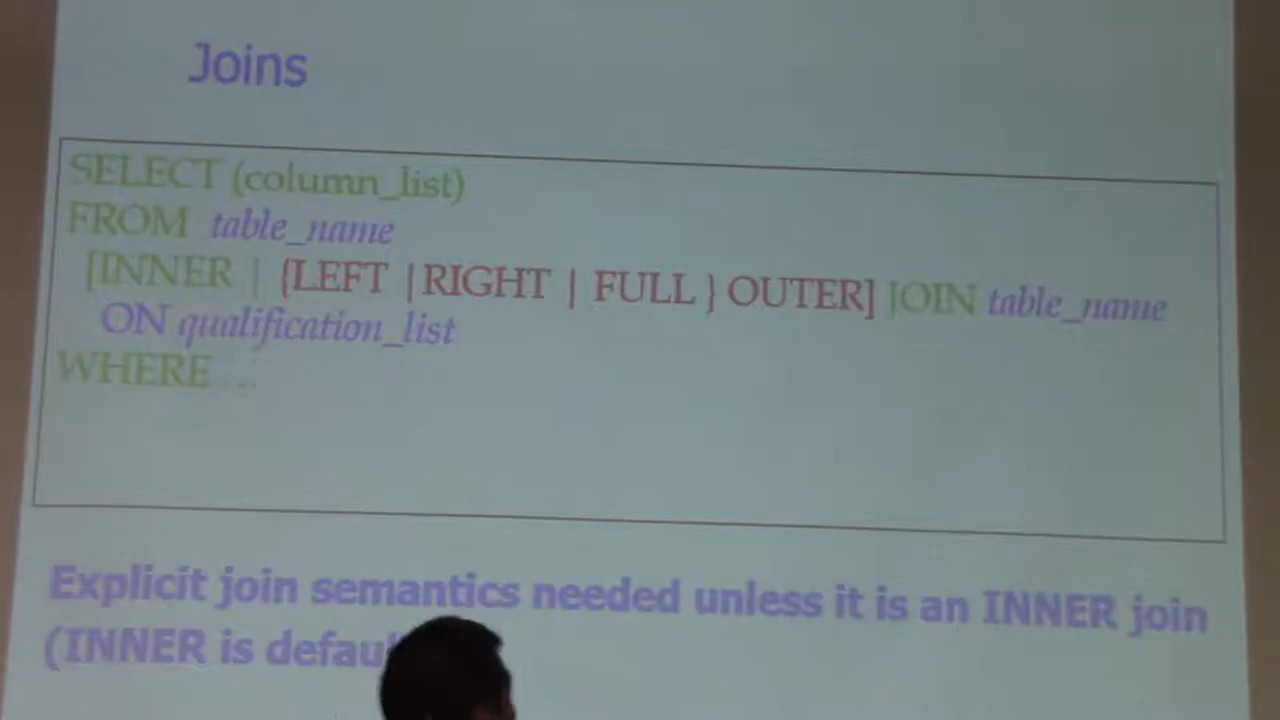 Joins
SELECT (column_list)
FROM table_name
[INNER | {LEFT |RIGHT | FULL } OUTER] JOIN table_name
ON qualification_list
WHERE....
Explicit join semantics needed unless it is an INNER join
(INNER is